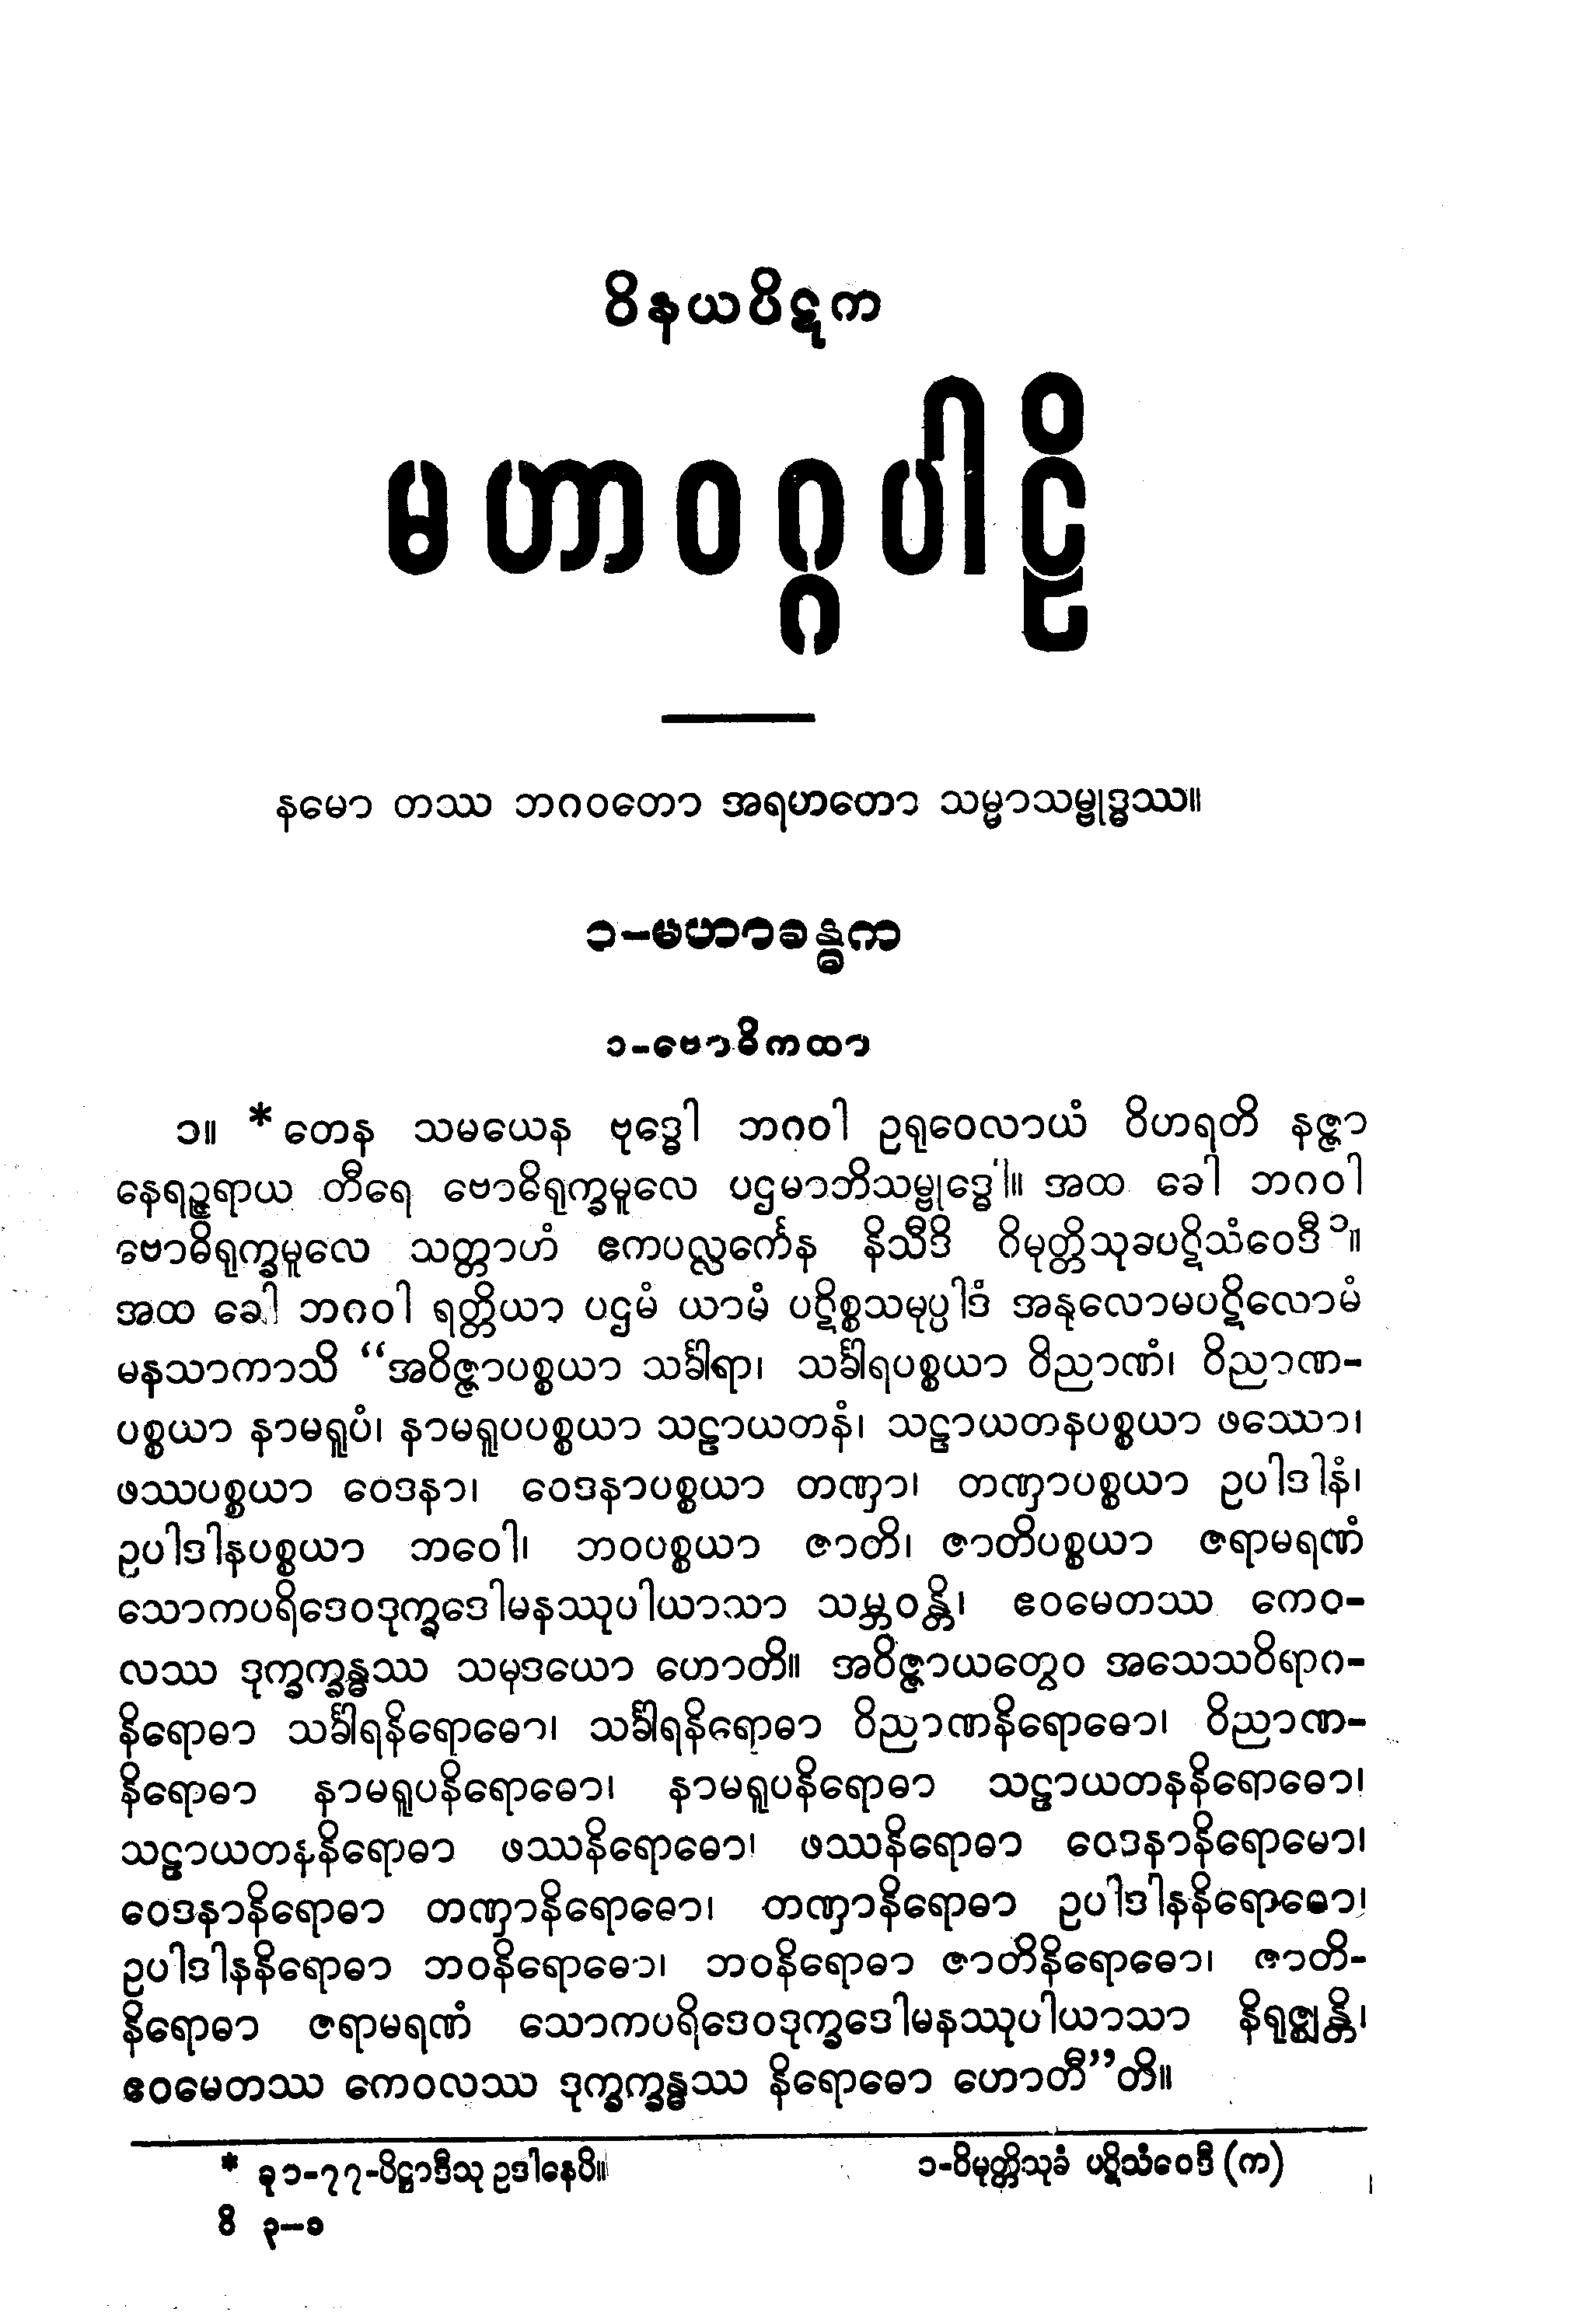 ဝိနယပိဋက
မဟာဝဂ္ဂပါဠိ
နမော တဿ ဘဂဝတော အရဟတော သမ္မာသမ္ဗုဒ္ဓဿ။
၁-မဟာခန္ဓက
၁-ဗောဓိကထာ
၁။ * တေန သမယေန ဗုဒ္ဓေါ ဘဂဝါ ဥရုဝေလာယံ ဝိဟရတိ နဇ္ဇာ
နေရဉ္ဇရာယ တီရေ ဗောဓိရုက္ခမူလေ ပဌမာဘိသမ္ဗုဒ္ဓေါ။ အထ ခေါ ဘဂဝါ
ဗောဓိရုက္ခမူလေ သတ္တာဟံ ဧကပလ္လင်္ကေန နိသီဒိ ဝိမုတ္တိသုခပဋိသံဝေဒီ ၁။
အထ ခေါ ဘဂဝါ ရတ္တိယာ ပဌမံ ယာမံ ပဋိစ္စသမုပ္ပါဒံ အနုလောမပဋိလောမံ
မနသာကာသိ “အဝိဇ္ဇာပစ္စယာ သင်္ခါရာ၊ သင်္ခါရပစ္စယာ ဝိညာဏံ၊ ဝိညာဏ-
ပစ္စယာ နာမရူပံ၊ နာမရူပပစ္စယာ သဠာယတနံ၊ သဠာယတနပစ္စယာ ဖဿော၊
ဖဿပစ္စယာ ဝေဒနာ၊ ဝေဒနာပစ္စယာ တဏှာ၊ တဏှာပစ္စယာ ဥပါဒါနံ၊
ဥပါဒါနပစ္စယာ ဘဝေါ၊ ဘဝပစ္စယာ ဇာတိ၊ ဇာတိပစ္စယာ ဇရာမရဏံ
သောကပရိဒေဝဒုက္ခဒေါမနဿုပါယာသာ သမ္ဘဝန္တိ၊ ဧဝမေတဿ ကေဝ-
လဿ ဒုက္ခက္ခန္ဓဿ သမုဒယော ဟောတိ။ အဝိဇ္ဇာယတွေဝ အသေသဝိရာဂ-
နိရောဓာ သင်္ခါရနိရောဓော၊ သင်္ခါရနိရောဓာ ဝိညာဏနိရောဓော၊ ဝိညာဏ-
နိရောဓာ နာမရူပနိရောဓော၊ နာမရူပနိရောဓာ သဠာယတနနိရောဓော၊
သဠာယတနနိရောဓာ ဖဿနိရောဓော၊ ဖဿနိရောဓာ ဝေဒနာနိရောဓော၊
ဝေဒနာနိရောဓာ တဏှာနိရောဓော၊ တဏှာနိရောဓာ ဥပါဒါနနိရောဓော၊
ဥပါဒါနနိရောဓာ ဘဝနိရောဓော၊ ဘဝနိရောဓာ ဇာတိနိရောဓော၊ ဇာတိ-
နိရောဓာ ဇရာမရဏံ သောကပရိဒေဝဒုက္ခဒေါမနဿုပါယာသာ နိရုဇ္ဈန္တိ၊
ဧဝမေတဿ ကေဝလဿ ဒုက္ခက္ခန္ဓဿ နိရောဓော ဟောတီ”တိ။
* ခု ၁-၇၇-ပိဋ္ဌာဒီသု ဥဒါနေပိ။ ၁-ဝိမုတ္တိသုခံ ပဋိသံဝေဒီ (က)
ဝိ ၃-၁